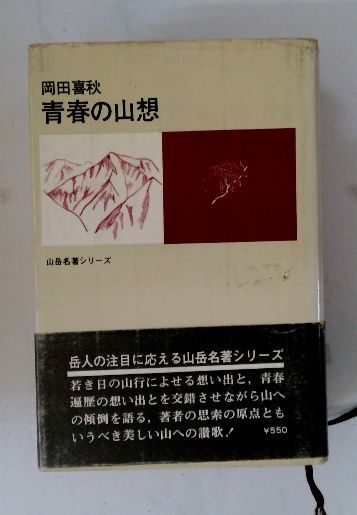 岡田喜秋
青春の山想
山岳名著シリーズ
岳人の注目に応える山岳名著シリーズ
若き日の山行によせる想い出と，青春
遍歴の想い出とを交錯させながら山へ
の傾倒を語る，著者の思索の原点とも
いうべき美しい山への讃歌！ ¥550